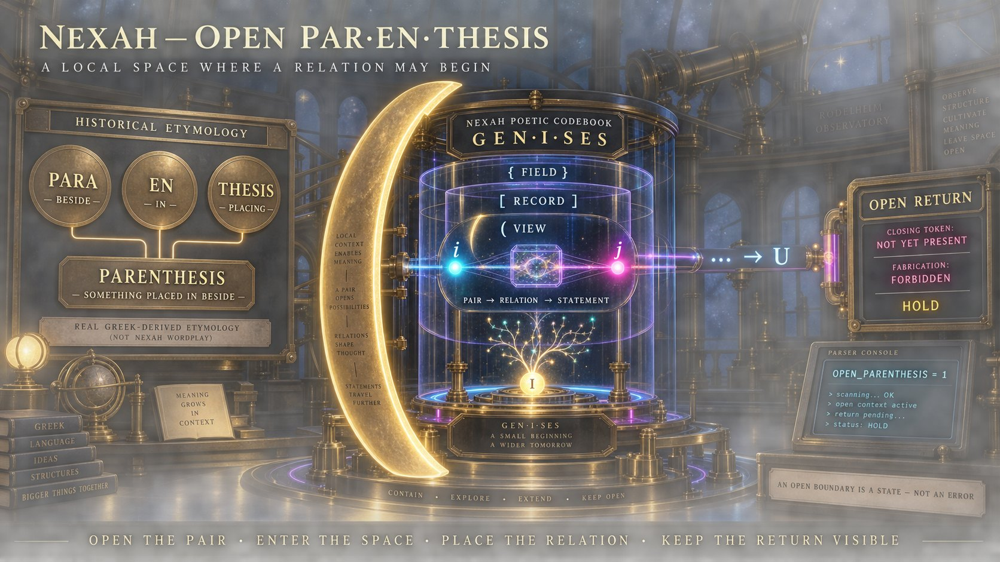 NEXAH — OPEN PAR·EN·THESIS
A LOCAL SPACE WHERE A RELATION MAY BEGIN
HISTORICAL ETYMOLOGY
PARA
— BESIDE —
EN
— IN —
THESIS
— PLACING —
PARENTHESIS
— SOMETHING PLACED IN BESIDE —
REAL GREEK-DERIVED ETYMOLOGY
(NOT NEXAH WORDPLAY)
MEANING
GROWS
IN
CONTEXT
GREEK
LANGUAGE
IDEAS
STRUCTURES
BIGGER THINGS TOGETHER
LOCAL
CONTEXT
ENABLES
MEANING
A PAIR
OPENS
POSSIBILITIES
RELATIONS
SHAPE
THOUGHT
STATEMENTS
TRAVEL
FURTHER
NEXAH POETIC CODEBOOK
GEN·I·SES
{ FIELD }
[ RECORD ]
( VIEW
i
j
PAIR → RELATION → STATEMENT
I
GEN·I·SES
A SMALL BEGINNING
A WIDER TOMORROW
CONTAIN • EXPLORE • EXTEND • KEEP OPEN
... → U
RÖDELHEIM
OBSERVATORY
OBSERVE
STRUCTURE
CULTIVATE
MEANING
LEAVE SPACE
OPEN
OPEN RETURN
CLOSING TOKEN:
NOT YET PRESENT
FABRICATION:
FORBIDDEN
HOLD
PARSER CONSOLE
OPEN_PARENTHESIS = 1
> scanning... OK
> open context active
> return pending...
> status: HOLD
AN OPEN BOUNDARY IS A STATE — NOT AN ERROR
OPEN THE PAIR • ENTER THE SPACE • PLACE THE RELATION • KEEP THE RETURN VISIBLE